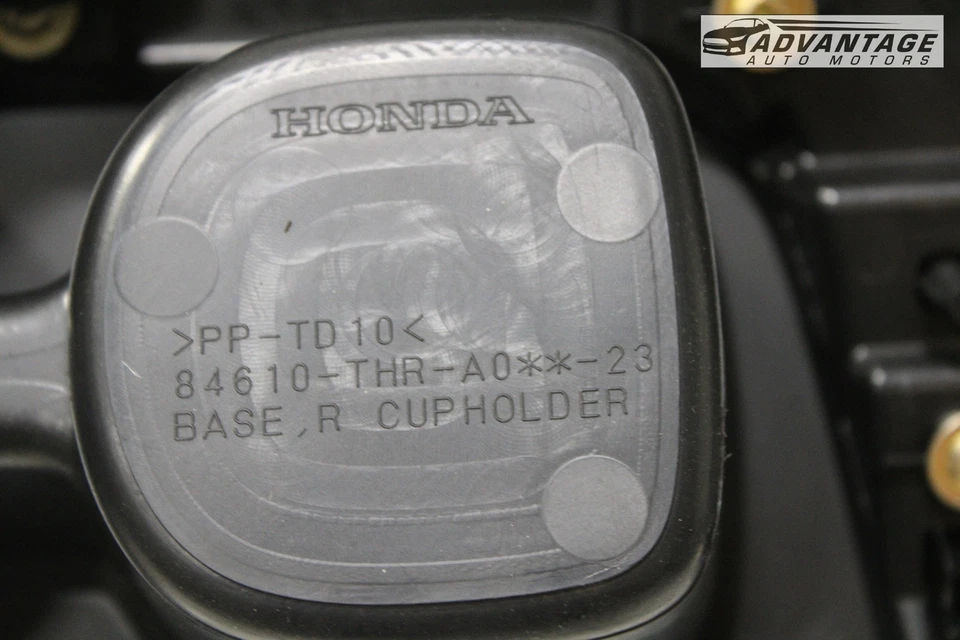 ADVANTAGE
AUTO MOTORS
HONDA
>PP-TD10<
84610-THR-A0**-23
BASE,R CUPHOLDER